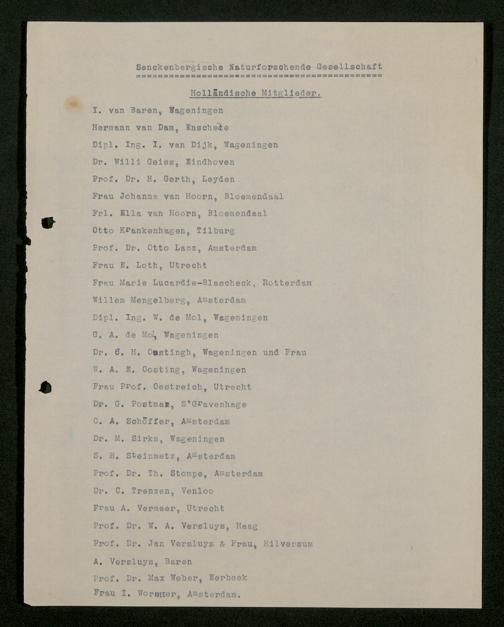 Senckenbergische Naturforschende Gesellschaft
Holländische Mitglieder.
I. van Baren, Wageningen
Hermann van Dam, Enschede
Dipl. Ing. I. van Dijk, Wageningen
Dr. Willi Geiss, Eindhoven
Prof. Dr. H. Gerth, Leyden
Frau Johanna van Hoorn, Bloemendaal
Frl. Ella van Hoorn, Bloemendaal
Otto Krankenhagen, Tilburg
Prof. Dr. Otto Lanz, Amsterdam
Frau E. Loth, Utrecht
Frau Marie Lucardie-Blascheck, Rotterdam
Willem Mengelberg, Amsterdam
Dipl. Ing. W. de Mol, Wageningen
G. A. de Mol, Wageningen
Dr. H. Oostingh, Wageningen und Frau
W. A. E. Oosting, Wageningen
Frau Prof. Oestreich, Utrecht
Dr. G. Postmar, S'Gravenhage
C. A. Schöffer, Amsterdam
Dr. M. Sirks, Wageningen
S. H. Steinmetz, Amsterdam
Prof. Dr. Th. Stomps, Amsterdam
Dr. C. Trenzen, Venloo
Frau A. Vermeer, Utrecht
Prof. Dr. W. A. Versluys, Haag
Prof. Dr. Jan Versluys & Frau, Hilversum
A. Versluys, Baren
Prof. Dr. Max Weber, Eerbeek
Frau I. Wormser, Amsterdam.